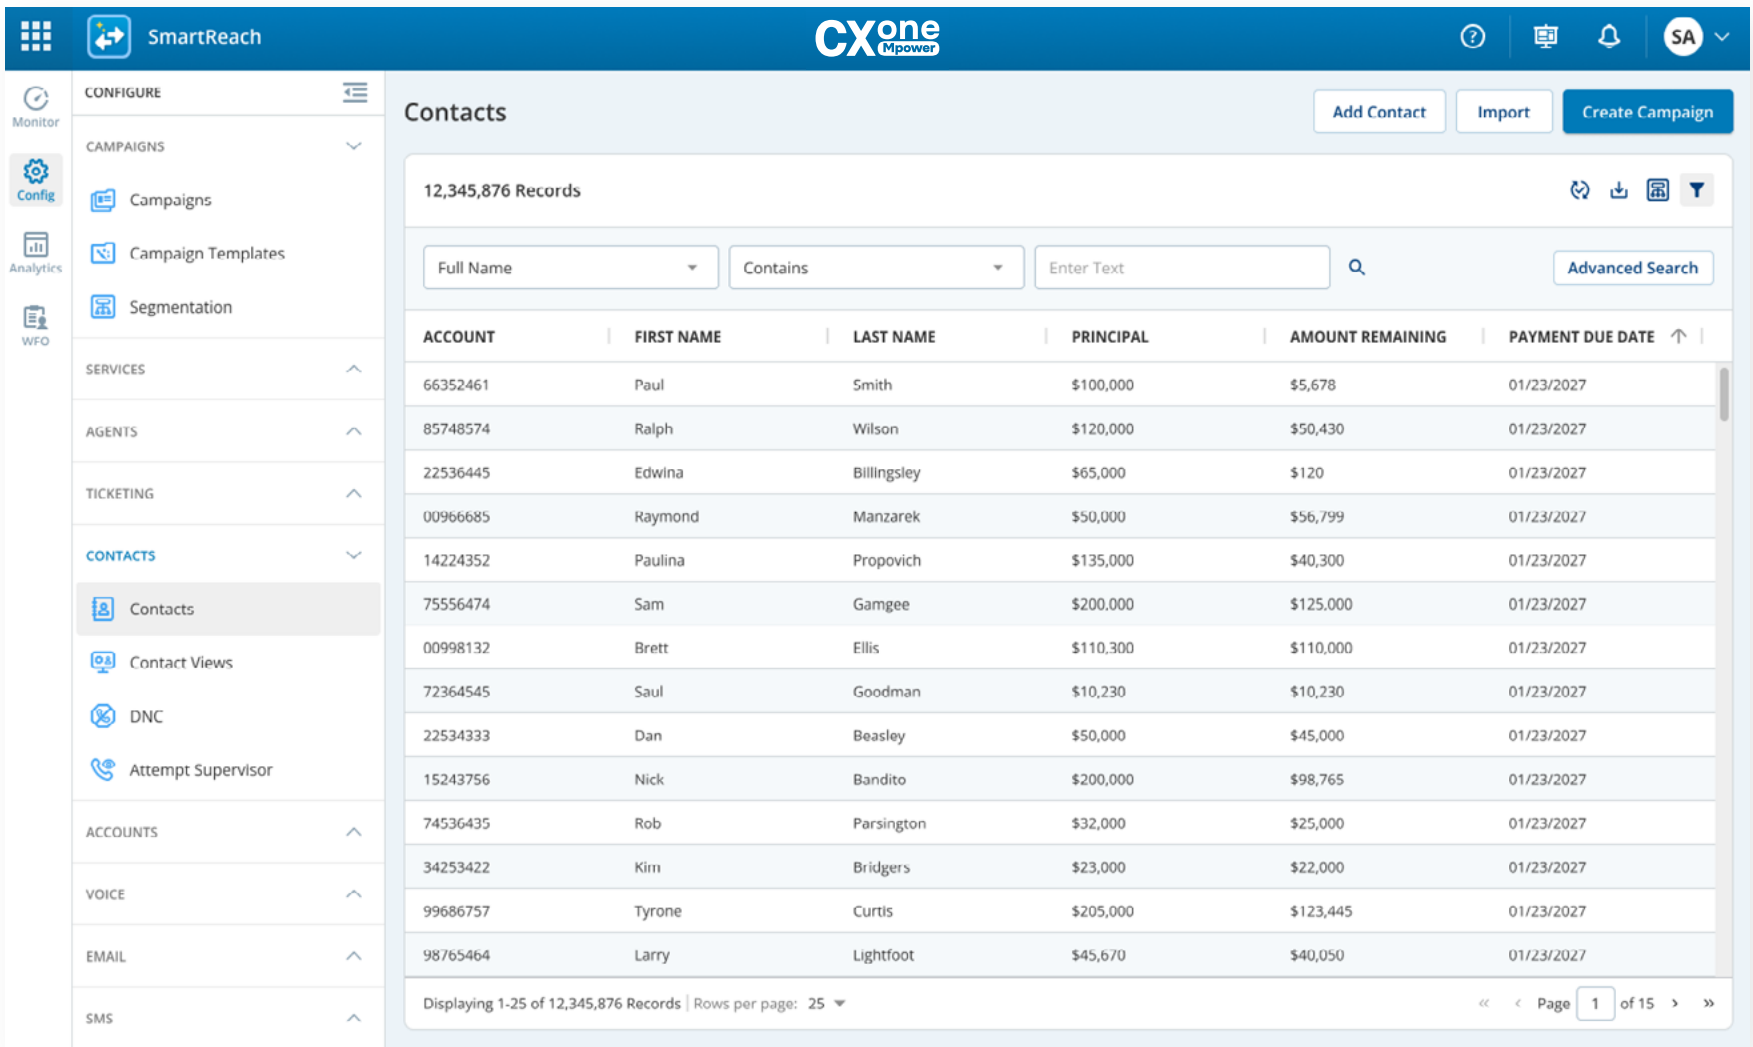 SmartReach
CXone
Mpower
SA
Monitor
Config
Analytics
WFO
CONFIGURE
CAMPAIGNS
Campaigns
Campaign Templates
Segmentation
SERVICES
AGENTS
TICKETING
CONTACTS
Contacts
Contact Views
DNC
Attempt Supervisor
ACCOUNTS
VOICE
EMAIL
SMS
Contacts
Add Contact
Import
Create Campaign
12,345,876 Records
Full Name
Contains
Enter Text
Advanced Search
ACCOUNT FIRST NAME LAST NAME PRINCIPAL AMOUNT REMAINING PAYMENT DUE DATE
66352461 Paul Smith $100,000 $5,678 01/23/2027
85748574 Ralph Wilson $120,000 $50,430 01/23/2027
22536445 Edwina Billingsley $65,000 $120 01/23/2027
00966685 Raymond Manzarek $50,000 $56,799 01/23/2027
14224352 Paulina Propovich $135,000 $40,300 01/23/2027
75556474 Sam Gamgee $200,000 $125,000 01/23/2027
00998132 Brett Ellis $110,300 $110,000 01/23/2027
72364545 Saul Goodman $10,230 $10,230 01/23/2027
22534333 Dan Beasley $50,000 $45,000 01/23/2027
15243756 Nick Bandito $200,000 $98,765 01/23/2027
74536435 Rob Parsington $32,000 $25,000 01/23/2027
34253422 Kim Bridgers $23,000 $22,000 01/23/2027
99686757 Tyrone Curtis $205,000 $123,445 01/23/2027
98765464 Larry Lightfoot $45,670 $40,050 01/23/2027
Displaying 1-25 of 12,345,876 Records Rows per page: 25
Page 1 of 15